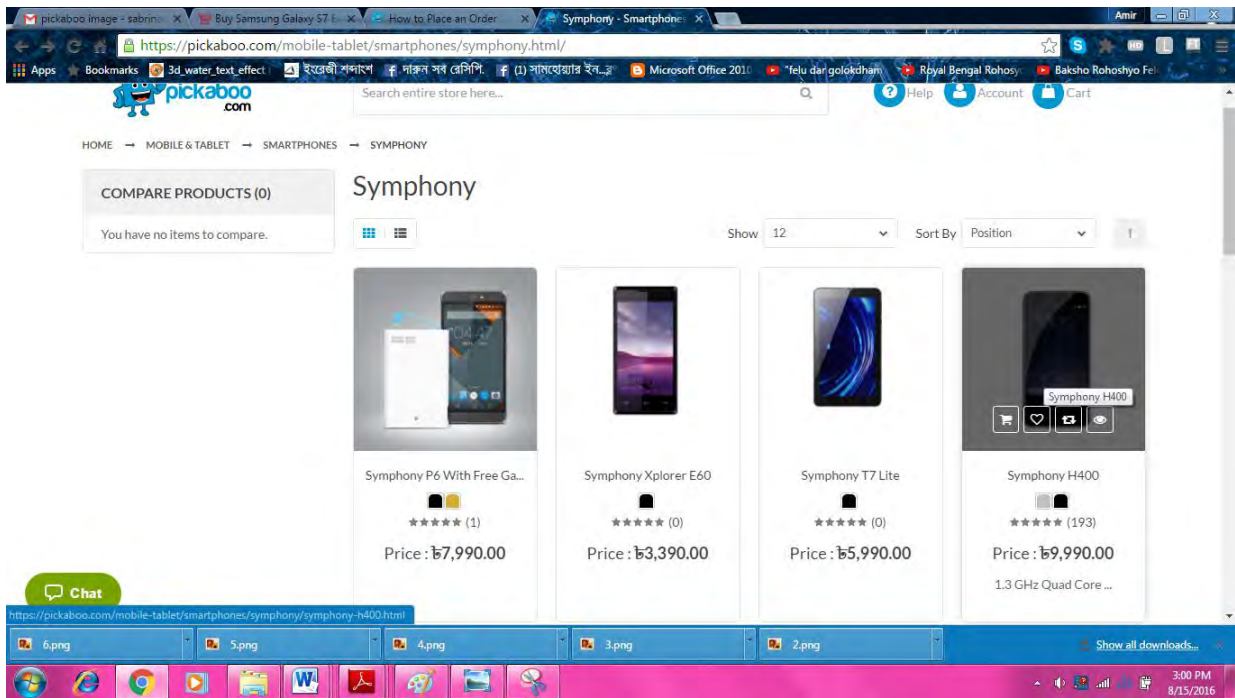 pickaboo image - sabrina
Buy Samsung Galaxy S7 E
How to Place an Order
Symphony - Smartphones
Amir
https://pickaboo.com/mobile-tablet/smartphones/symphony.html/
Apps
Bookmarks
3d_water_text_effect
ইংরেজী শব্দাংশ
দারুন সব রেসিপি.
(1)
Microsoft Office 2010
"felu dar golokdham
Royal Bengal Rohosy
Baksho Rohoshyo Fel
pickaboo
.com
Search entire store here...
Help
Account
Cart
HOME → MOBILE & TABLET → SMARTPHONES → SYMPHONY
COMPARE PRODUCTS (0)
You have no items to compare.
Symphony
Show 12
Sort By Position
04:47
Symphony H400
Symphony P6 With Free Ga...
Symphony Xplorer E60
Symphony T7 Lite
Symphony H400
(1)
(0)
(0)
(193)
Price : ৳7,990.00
Price : ৳3,390.00
Price : ৳5,990.00
Price : ৳9,990.00
1.3 GHz Quad Core ...
Chat
https://pickaboo.com/mobile-tablet/smartphones/symphony/symphony-h400.html
6.png
5.png
4.png
3.png
2.png
Show all downloads...
3:00 PM
8/15/2016